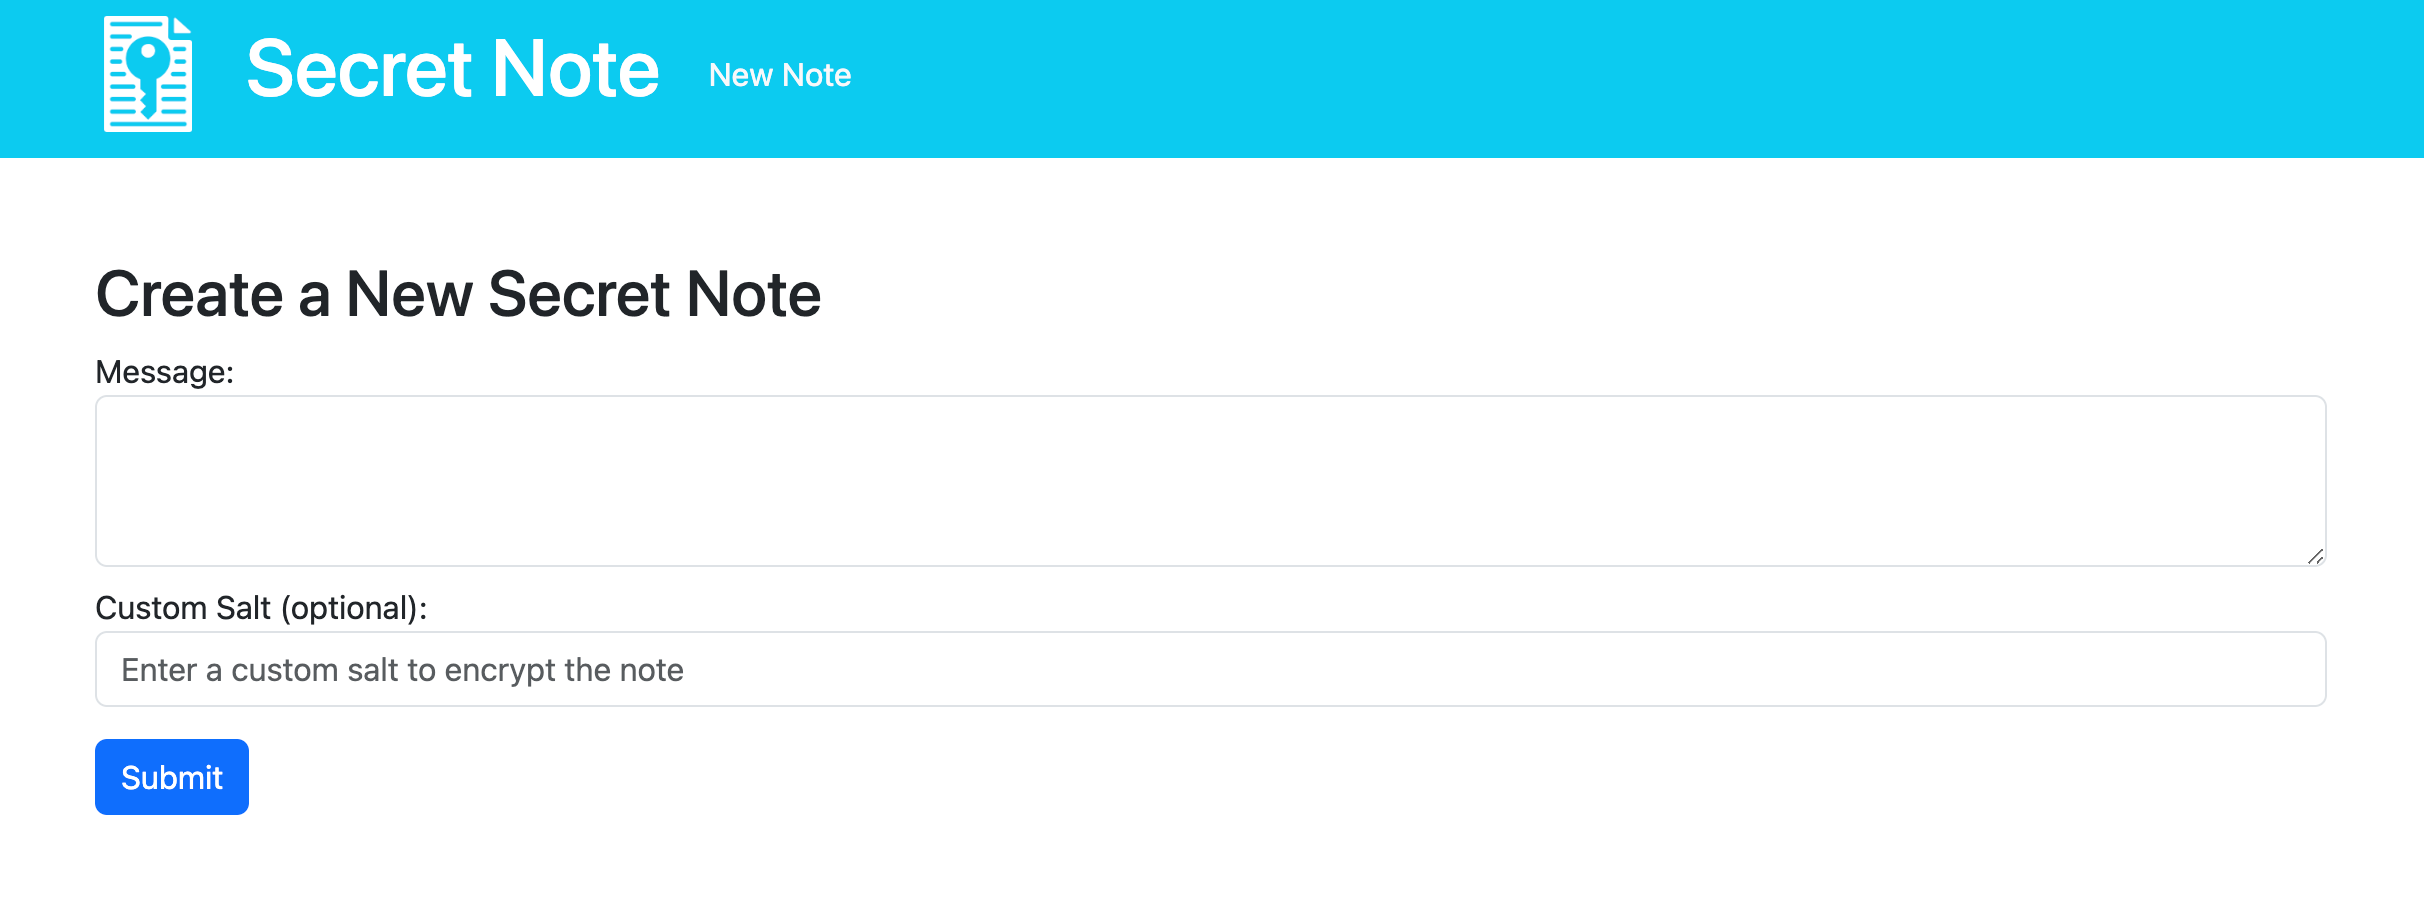 Secret Note
New Note
Create a New Secret Note
Message:
Custom Salt (optional):
Enter a custom salt to encrypt the note
Submit